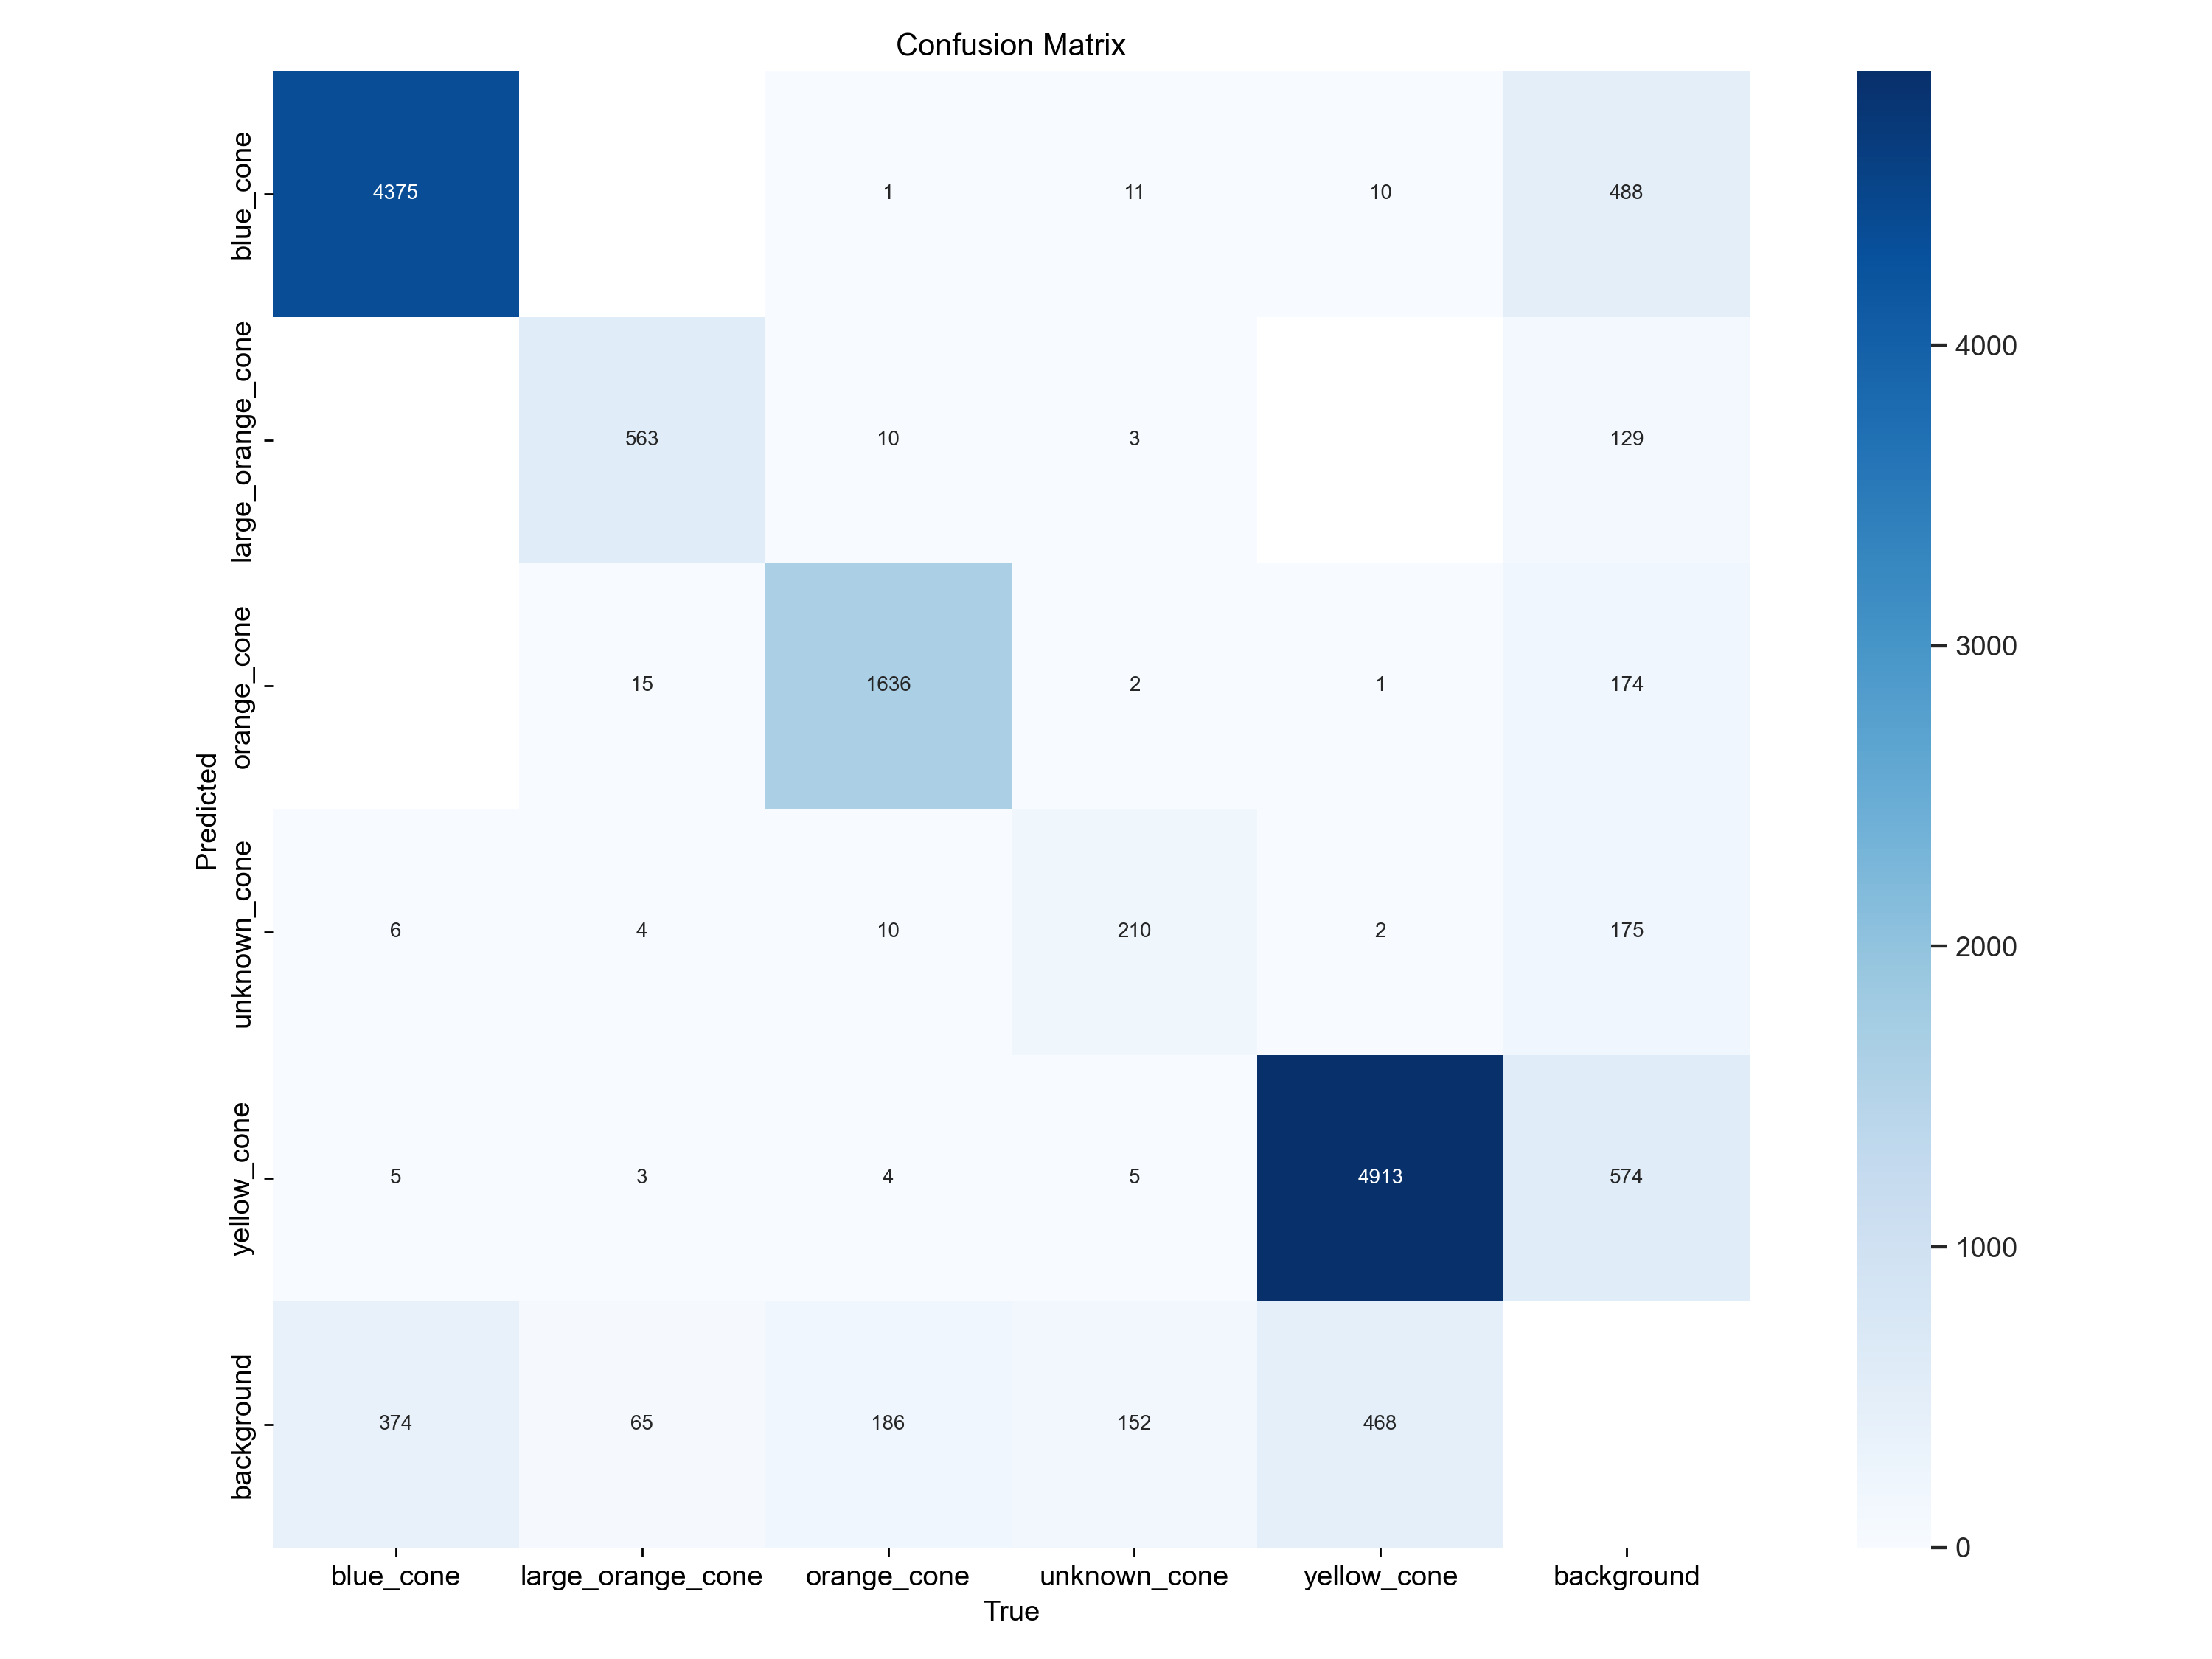 Confusion Matrix
blue_cone 4375 1 11 10 488
large_orange_cone 563 10 3 129
orange_cone 15 1636 2 1 174
unknown_cone 6 4 10 210 2 175
yellow_cone 5 3 4 5 4913 574
background 374 65 186 152 468
Predicted
blue_cone large_orange_cone orange_cone unknown_cone yellow_cone background
True
4000
3000
2000
1000
0